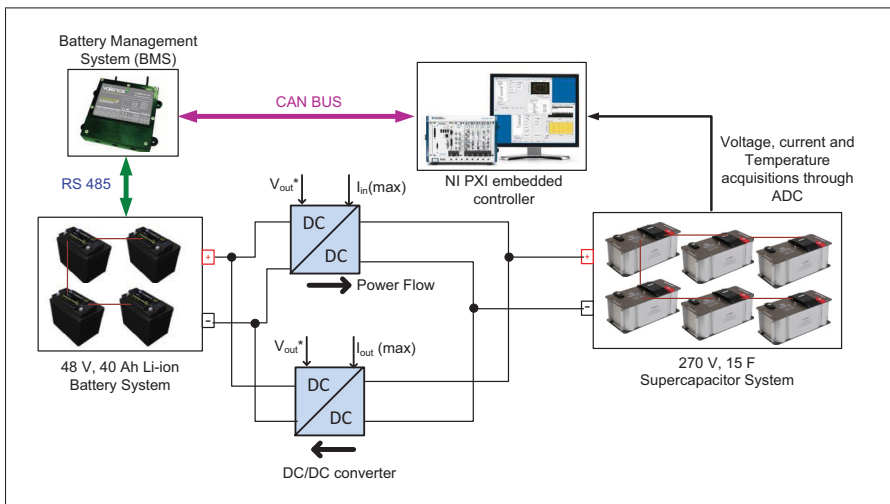 Battery Management
System (BMS)
valence
CAN BUS
RS 485
NI PXI embedded
controller
Voltage, current and
Temperature
acquisitions through
ADC
Vout*
Iin(max)
DC
DC
Power Flow
+
−
48 V, 40 Ah Li-ion
Battery System
Vout*
Iout (max)
DC
DC
DC/DC converter
+
−
270 V, 15 F
Supercapacitor System